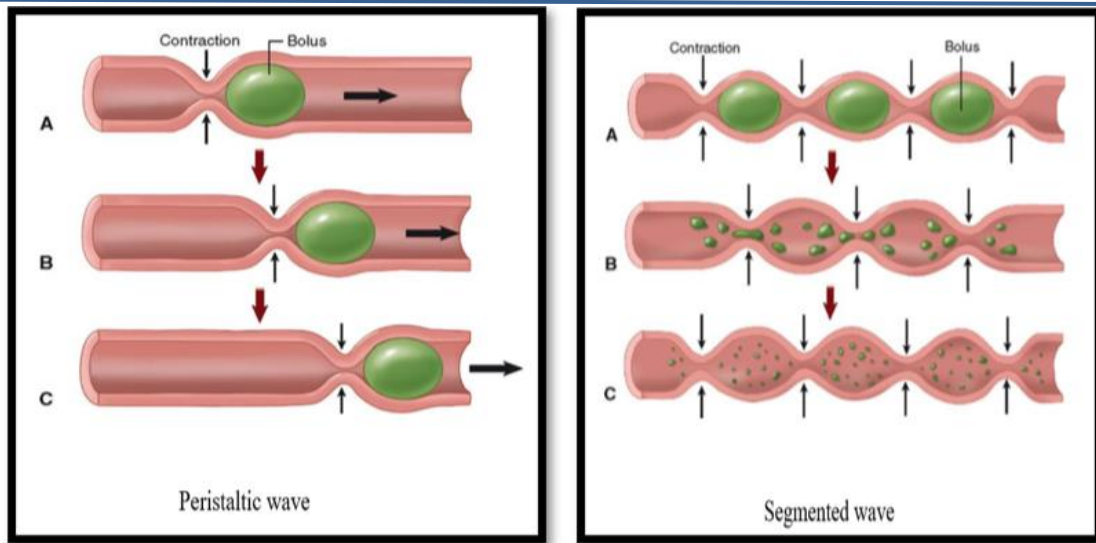 Contraction
Bolus
A
B
C
Peristaltic wave
Contraction
Bolus
A
B
C
Segmented wave